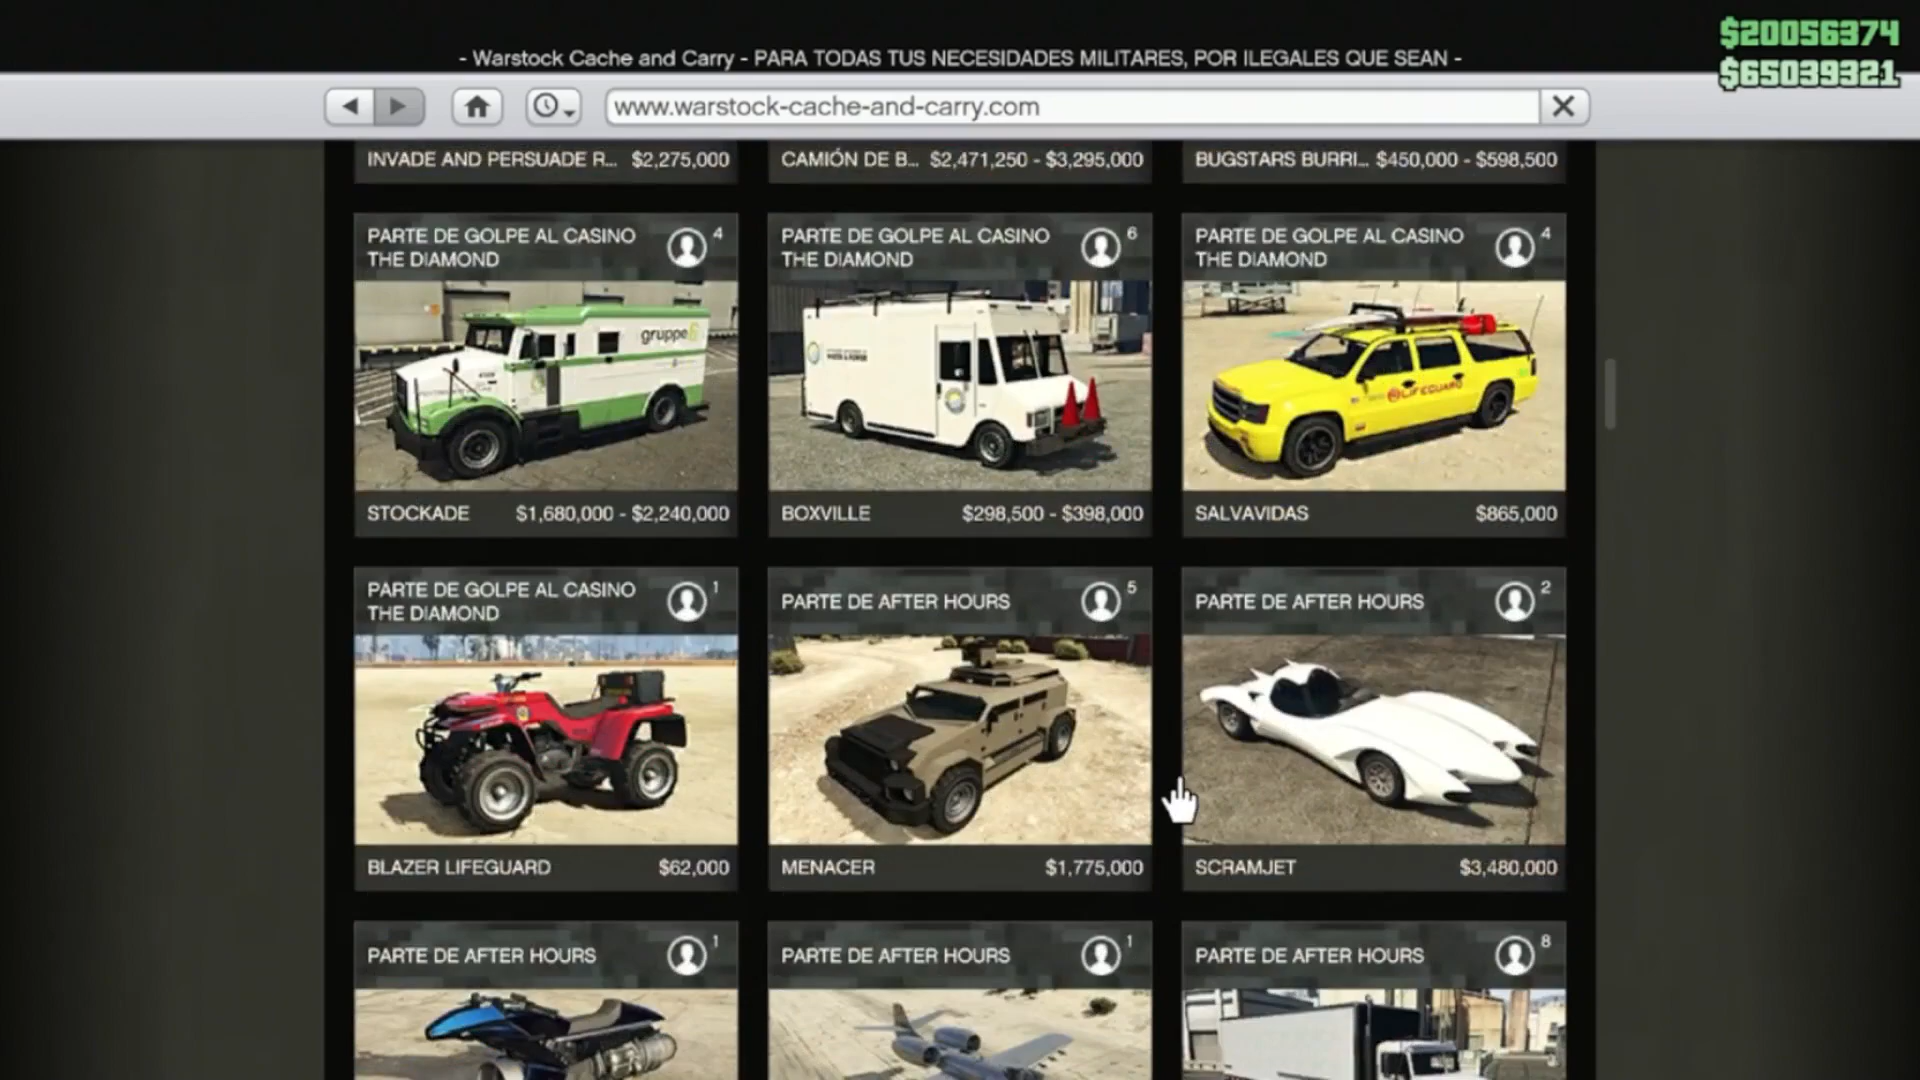 $20056374
- Warstock Cache and Carry - PARA TODAS TUS NECESIDADES MILITARES, POR ILEGALES QUE SEAN -
$65039321
www.warstock-cache-and-carry.com
INVADE AND PERSUADE R... $2,275,000
CAMIÓN DE B... $2,471,250 - $3,295,000
BUGSTARS BURRI... $450,000 - $598,500
PARTE DE GOLPE AL CASINO
THE DIAMOND
4
gruppe6
STOCKADE $1,680,000 - $2,240,000
PARTE DE GOLPE AL CASINO
THE DIAMOND
6
WATER & POWER
BOXVILLE $298,500 - $398,000
PARTE DE GOLPE AL CASINO
THE DIAMOND
4
LIFEGUARD
SALVAVIDAS $865,000
PARTE DE GOLPE AL CASINO
THE DIAMOND
1
BLAZER LIFEGUARD $62,000
PARTE DE AFTER HOURS
5
MENACER $1,775,000
PARTE DE AFTER HOURS
2
SCRAMJET $3,480,000
PARTE DE AFTER HOURS
1
PARTE DE AFTER HOURS
1
PARTE DE AFTER HOURS
8